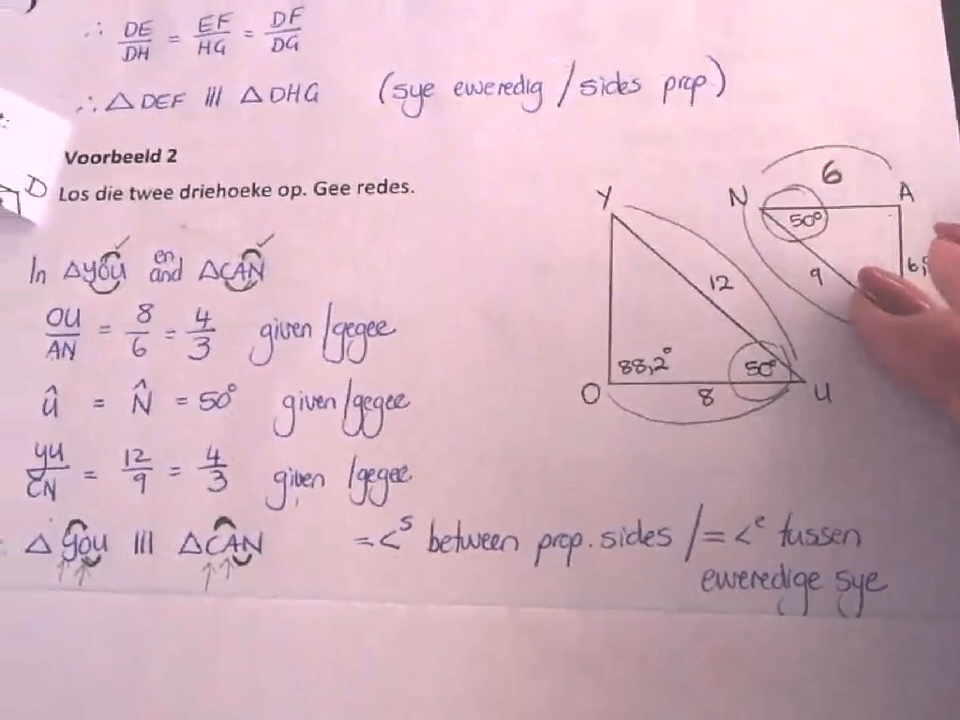 ∴ DE/DH = EF/HG = DF/DG
∴ △DEF ||| △DHG (sye eweredig / sides prop.)
Voorbeeld 2
D
Los die twee driehoeke op. Gee redes.
In △YOU en and △CAN
OU/AN = 8/6 = 4/3 given/gegee
Û = N̂ = 50° given/gegee
YU/CN = 12/9 = 4/3 given /gegee
△ YOU ||| △CAN =<s between prop. sides / = <e tussen
eweredige sye
6
Y N A
50°
12 9
88,2° 50°
O 8 U